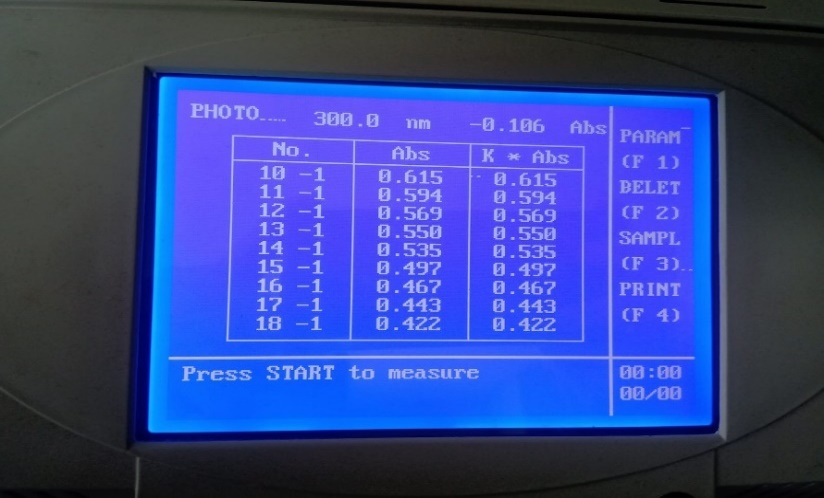 PHOTO.... 300.0 nm -0.106 Abs
No. Abs K * Abs
10 -1 0.615 0.615
11 -1 0.594 0.594
12 -1 0.569 0.569
13 -1 0.550 0.550
14 -1 0.535 0.535
15 -1 0.497 0.497
16 -1 0.467 0.467
17 -1 0.443 0.443
18 -1 0.422 0.422
Press START to measure
PARAM
(F 1)
BELET
(F 2)
SAMPL
(F 3)
PRINT
(F 4)
00:00
00/00